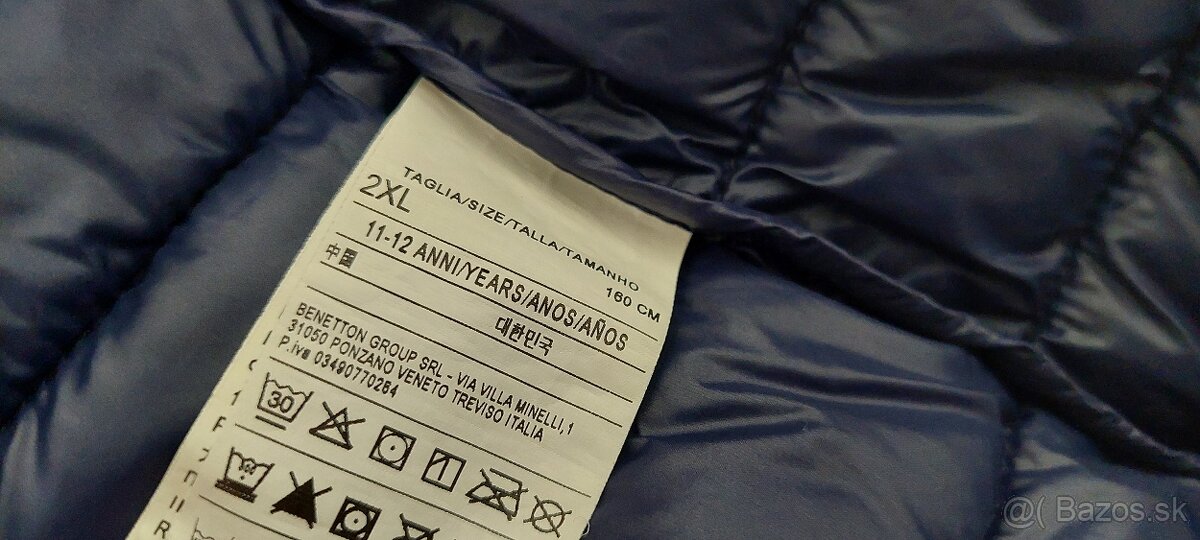 TAGLIA/SIZE/TALLA/TAMANHO
2XL 160 CM
11-12 ANNI/YEARS/ANOS/AÑOS
中国 대한민국
BENETTON GROUP SRL - VIA VILLA MINELLI,1
31050 PONZANO VENETO TREVISO ITALIA
P.iva 03490770264
30
@( Bazos.sk